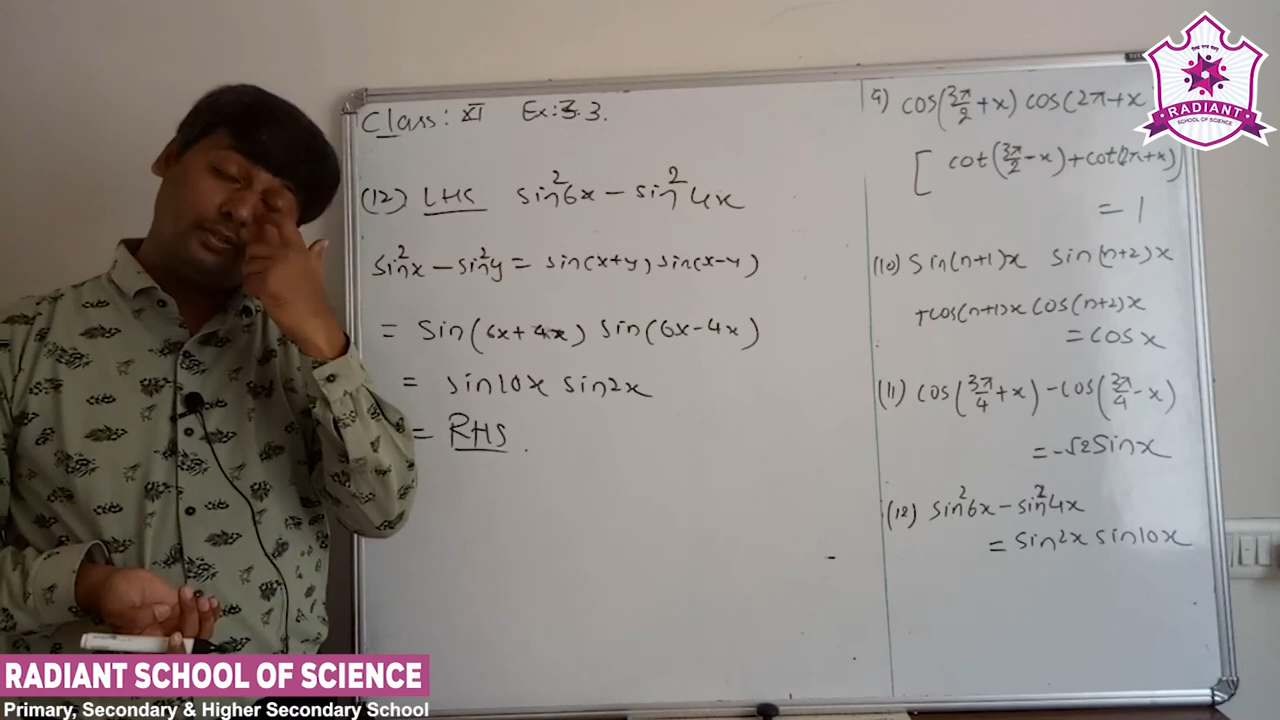 Class: XI Ex: 3.3.
(12) LHS sin²6x – sin²4x
sin²x – sin²y = sin(x+y) sin(x-y)
= sin(6x+4x) sin(6x-4x)
= sin10x sin2x
= RHS.
9) cos(3π/2 + x) cos(2π+x
[ cot(3π/2 - x) + cot(2π+x)
= 1
(10) sin(n+1)x sin(n+2)x
+cos(n+1)x cos(n+2)x
= cos x
(11) cos(3π/4 + x) – cos(3π/4 - x)
= -√2 sinx
(12) sin²6x – sin²4x
= sin2x sin10x
RADIANT
SCHOOL OF SCIENCE
RADIANT SCHOOL OF SCIENCE
Primary, Secondary & Higher Secondary School